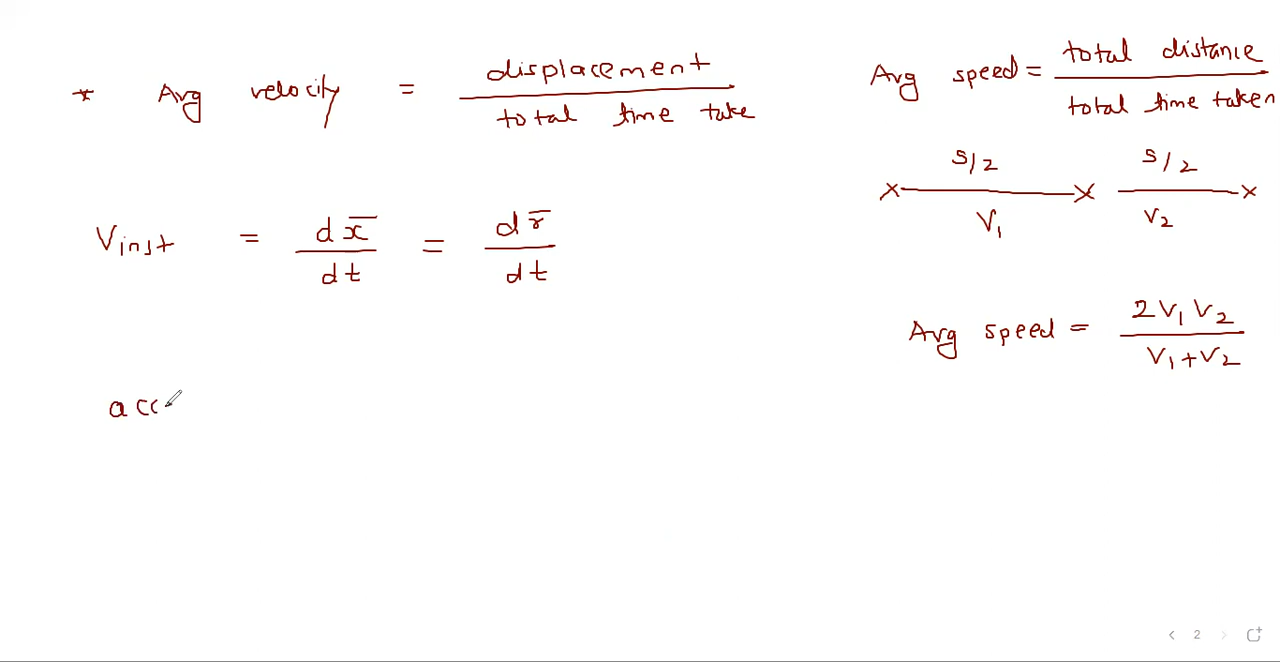 * Avg velocity = displacement / total time take
Vinst = dx̅ / dt = dr̅ / dt
acc
Avg speed = total distance / total time taken
S/2 S/2
V₁ V₂
Avg speed = 2V₁V₂ / V₁+V₂
2